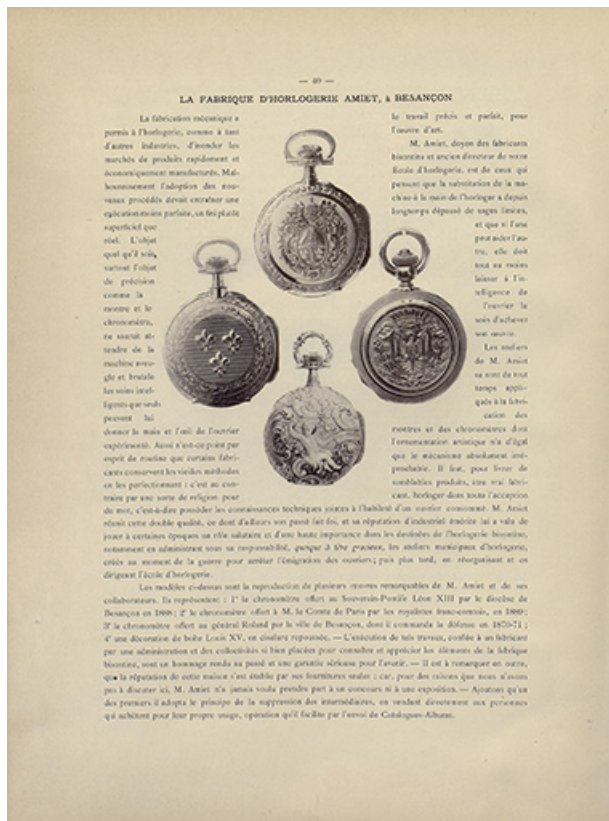 — 40 —
LA FABRIQUE D'HORLOGERIE AMIET, à BESANÇON
La fabrication mécanique a
permis à l'horlogerie, comme à tant
d'autres industries, d'inonder les
marchés de produits rapidement et
économiquement manufacturés. Mal-
heureusement l'adoption des nou-
veaux procédés devait entraîner une
exécution moins parfaite, un fini plutôt
superficiel que
réel. L'objet
quel qu'il soit,
surtout l'objet
de précision
comme la
montre et le
chronomètre,
ne saurait at-
tendre de la
machine aveu-
gle et brutale
les soins intel-
ligents que seuls
peuvent lui
donner la main et l'œil de l'ouvrier
expérimenté. Aussi n'est-ce point par
esprit de routine que certains fabri-
cants conservent les vieilles méthodes
en les perfectionnant : c'est au con-
traire par une sorte de religion pour
le travail précis et parfait, pour
l'œuvre d'art.
M. Amiet, doyen des fabricants
bisontins et ancien directeur de notre
École d'horlogerie, est de ceux qui
pensent que la substitution de la ma-
chine à la main de l'horloger a depuis
longtemps dépassé de sages limites,
et que si l'une
peut aider l'au-
tre, elle doit
tout au moins
laisser à l'in-
telligence de
l'ouvrier le
soin d'achever
son œuvre.
Les ateliers
de M. Amiet
se sont de tout
temps appli-
qués à la fabri-
cation des
montres et des chronomètres dont
l'ornementation artistique n'a d'égal
que le mécanisme absolument irré-
prochable. Il faut, pour livrer de
semblables produits, être vrai fabri-
cant, horloger dans toute l'acception
du mot, c'est-à-dire posséder les connaissances techniques jointes à l'habileté d'un ouvrier consommé. M. Amiet
réunit cette double qualité, ce dont d'ailleurs son passé fait foi, et sa réputation d'industriel émérite lui a valu de
jouer à certaines époques un rôle salutaire et d'une haute importance dans les destinées de l'horlogerie bisontine,
notamment en administrant sous sa responsabilité, quoique à titre gracieux, les ateliers municipaux d'horlogerie,
créés au moment de la guerre pour arrêter l'émigration des ouvriers; puis plus tard, en réorganisant et en
dirigeant l'école d'horlogerie.
Les modèles ci-dessus sont la reproduction de plusieurs œuvres remarquables de M. Amiet et de ses
collaborateurs. Ils représentent : 1° le chronomètre offert au Souverain-Pontife Léon XIII par le diocèse de
Besançon en 1888; 2° le chronomètre offert à M. le Comte de Paris par les royalistes franc-comtois, en 1889;
3° le chronomètre offert au général Rolland par la ville de Besançon, dont il commanda la défense en 1870-71;
4° une décoration de boîte Louis XV, en ciselure repoussée. — L'exécution de tels travaux, confiée à un fabricant
par une administration et des collectivités si bien placées pour connaître et apprécier les éléments de la fabrique
bisontine, sont un hommage rendu au passé et une garantie sérieuse pour l'avenir. — Il est à remarquer en outre,
que la réputation de cette maison s'est établie par ses fournitures seules : car, pour des raisons que nous n'avons
pas à discuter ici, M. Amiet n'a jamais voulu prendre part à un concours ni à une exposition. — Ajoutons qu'un
des premiers il adopta le principe de la suppression des intermédiaires, en vendant directement aux personnes
qui achètent pour leur propre usage, opération qu'il facilite par l'envoi de Catalogues-Albums.